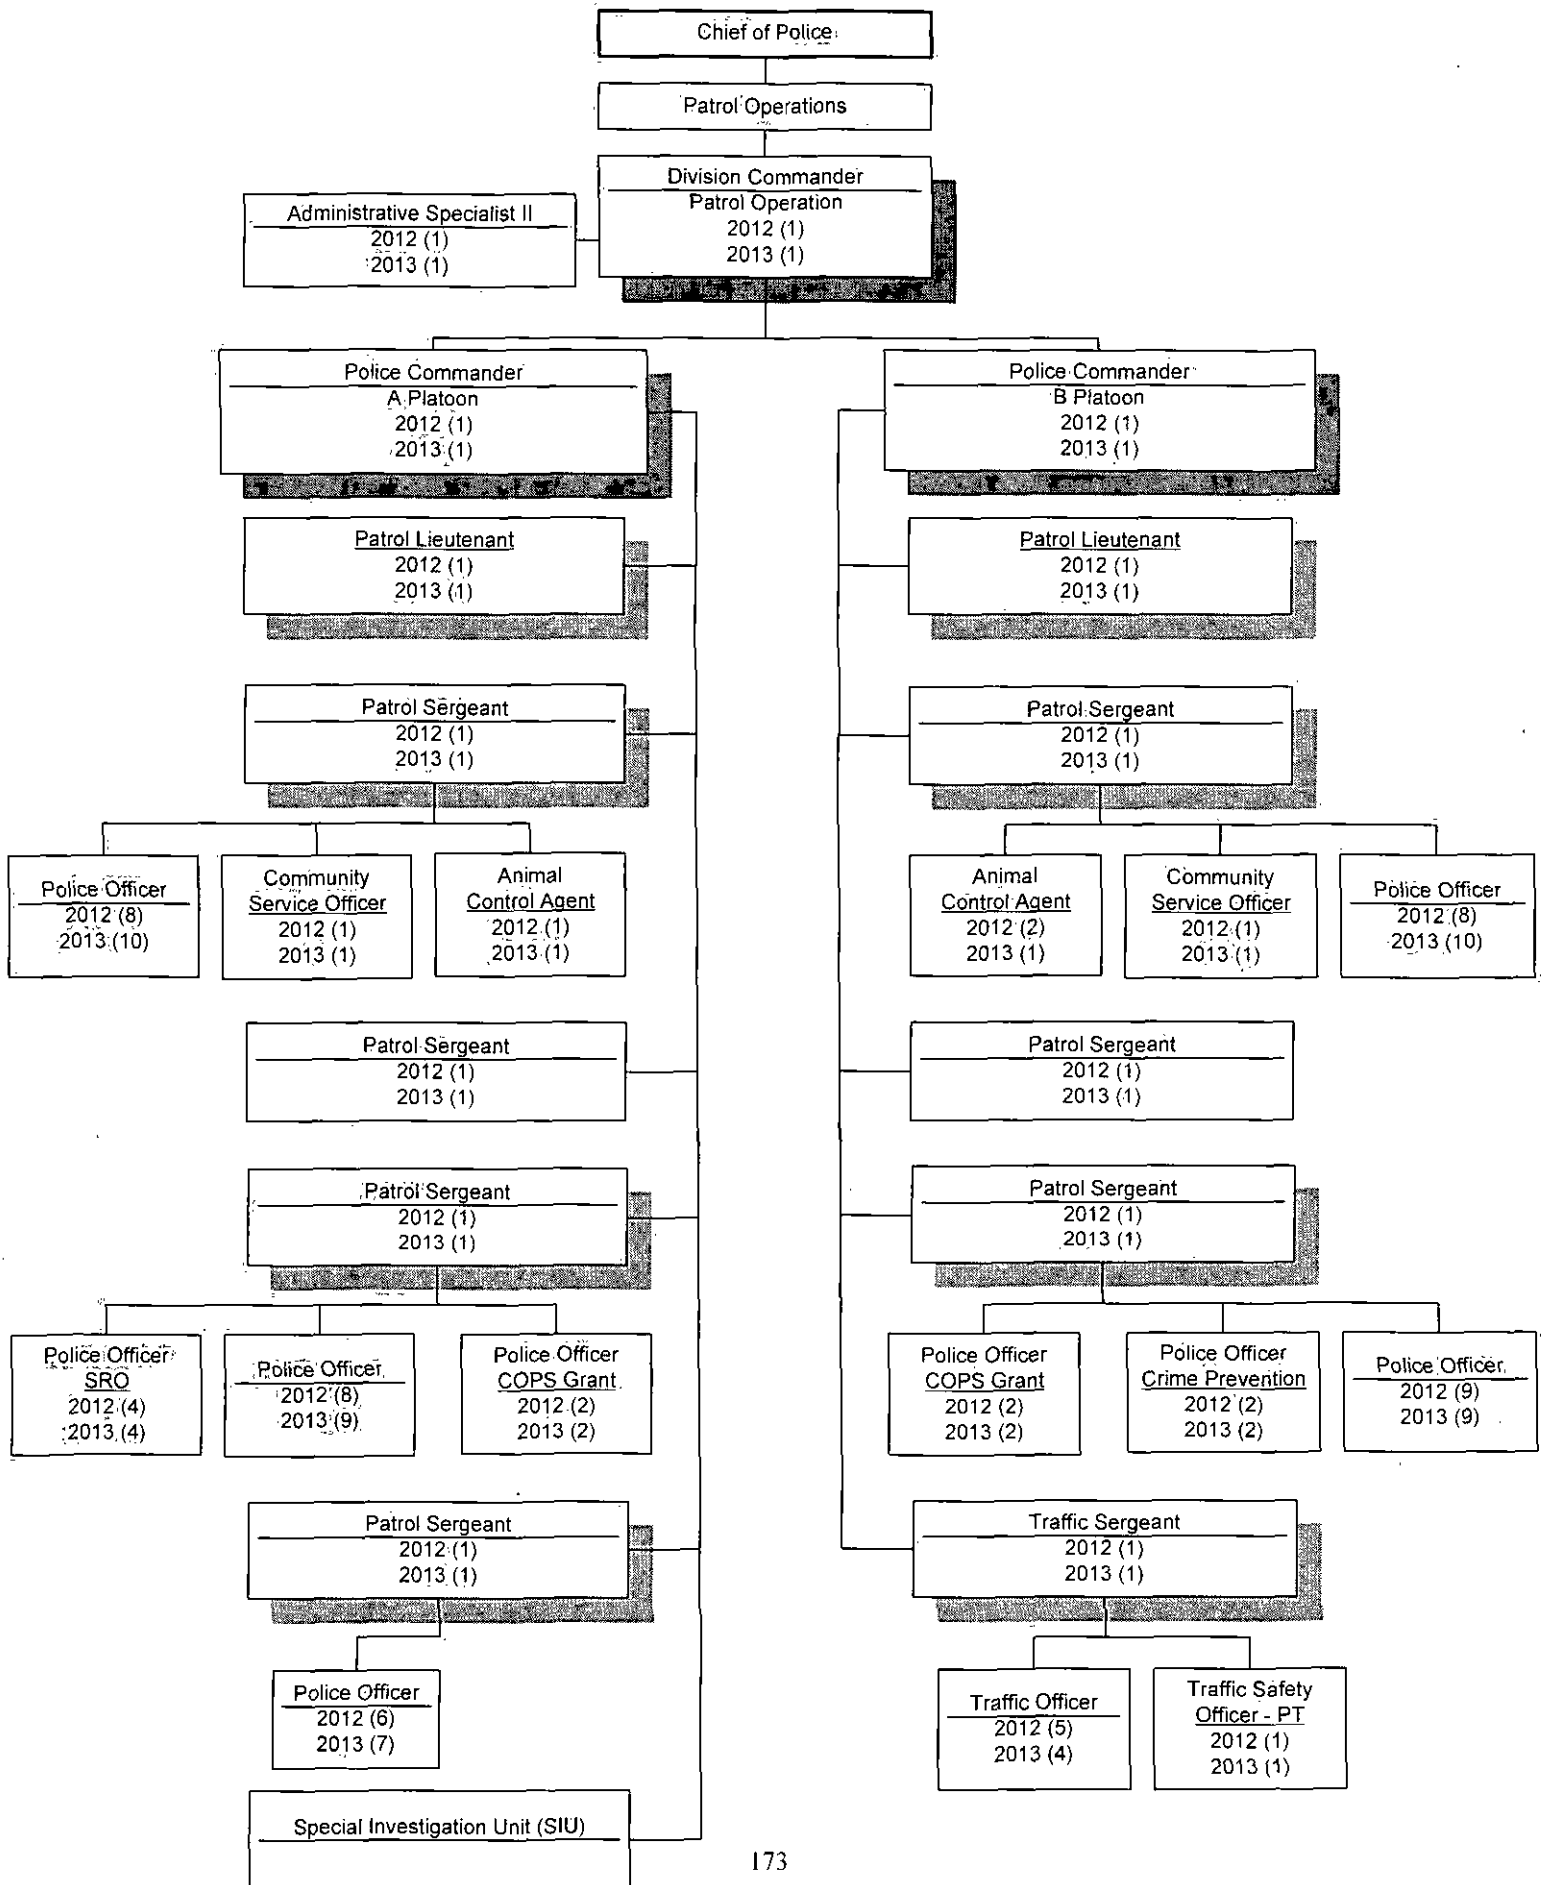 Chief of Police
Patrol Operations
Division Commander
Patrol Operation
2012 (1)
2013 (1)
Administrative Specialist II
2012 (1)
2013 (1)
Police Commander
A Platoon
2012 (1)
2013 (1)
Police Commander
B Platoon
2012 (1)
2013 (1)
Patrol Lieutenant
2012 (1)
2013 (1)
Patrol Lieutenant
2012 (1)
2013 (1)
Patrol Sergeant
2012 (1)
2013 (1)
Patrol Sergeant
2012 (1)
2013 (1)
Police Officer
2012 (8)
2013 (10)
Community
Service Officer
2012 (1)
2013 (1)
Animal
Control Agent
2012 (1)
2013 (1)
Animal
Control Agent
2012 (2)
2013 (1)
Community
Service Officer
2012 (1)
2013 (1)
Police Officer
2012 (8)
2013 (10)
Patrol Sergeant
2012 (1)
2013 (1)
Patrol Sergeant
2012 (1)
2013 (1)
Patrol Sergeant
2012 (1)
2013 (1)
Patrol Sergeant
2012 (1)
2013 (1)
Police Officer
SRO
2012 (4)
2013 (4)
Police Officer
2012 (8)
2013 (9)
Police Officer
COPS Grant
2012 (2)
2013 (2)
Police Officer
COPS Grant
2012 (2)
2013 (2)
Police Officer
Crime Prevention
2012 (2)
2013 (2)
Police Officer
2012 (9)
2013 (9)
Patrol Sergeant
2012 (1)
2013 (1)
Traffic Sergeant
2012 (1)
2013 (1)
Police Officer
2012 (6)
2013 (7)
Traffic Officer
2012 (5)
2013 (4)
Traffic Safety
Officer - PT
2012 (1)
2013 (1)
Special Investigation Unit (SIU)
173